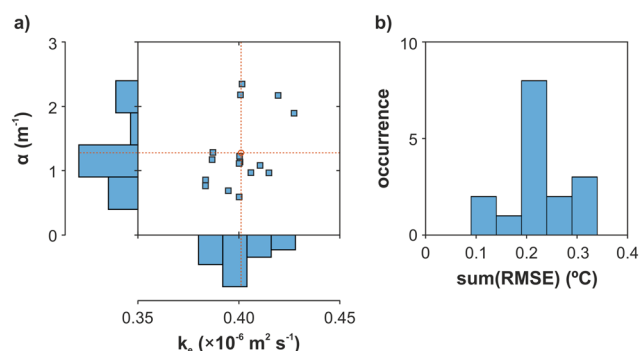 a)
3
2
1
0
α (m⁻¹)
0.35
0.40
0.45
kₑ (×10⁻⁶ m² s⁻¹)
b)
10
5
0
occurrence
0
0.1
0.2
0.3
0.4
sum(RMSE) (ºC)